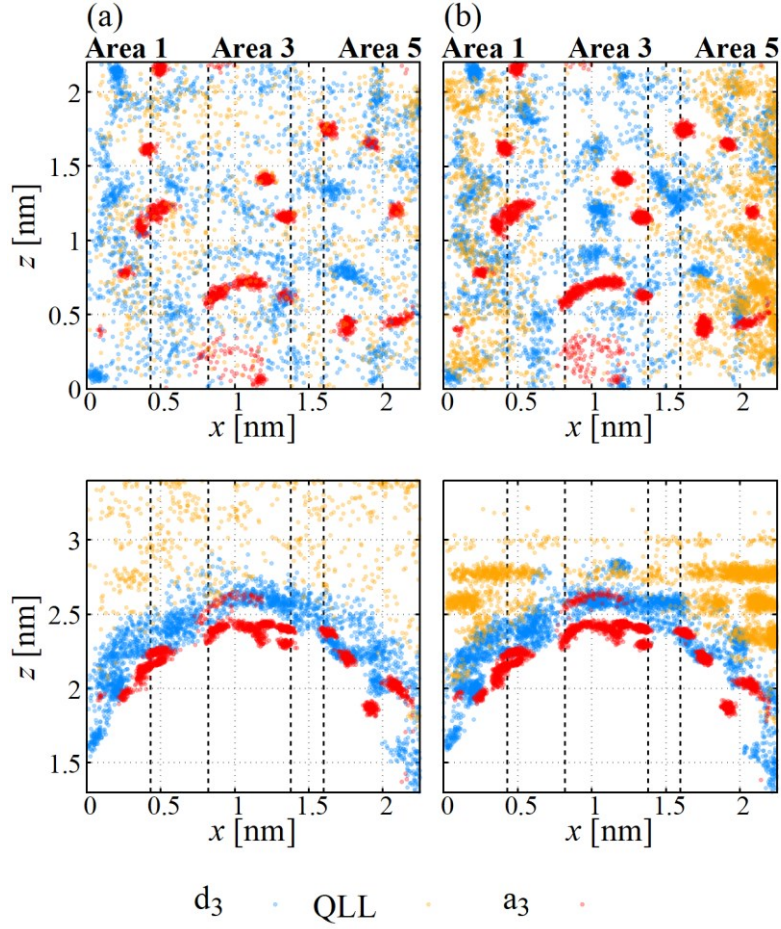 (a) (b)
Area 1 Area 3 Area 5 Area 1 Area 3 Area 5
2
1.5
z [nm]
1
0.5
0
0 0.5 1 1.5 2 0 0.5 1 1.5 2
x [nm] x [nm]
3
2.5
z [nm]
2
1.5
0 0.5 1 1.5 2 0 0.5 1 1.5 2
x [nm] x [nm]
d3 QLL a3